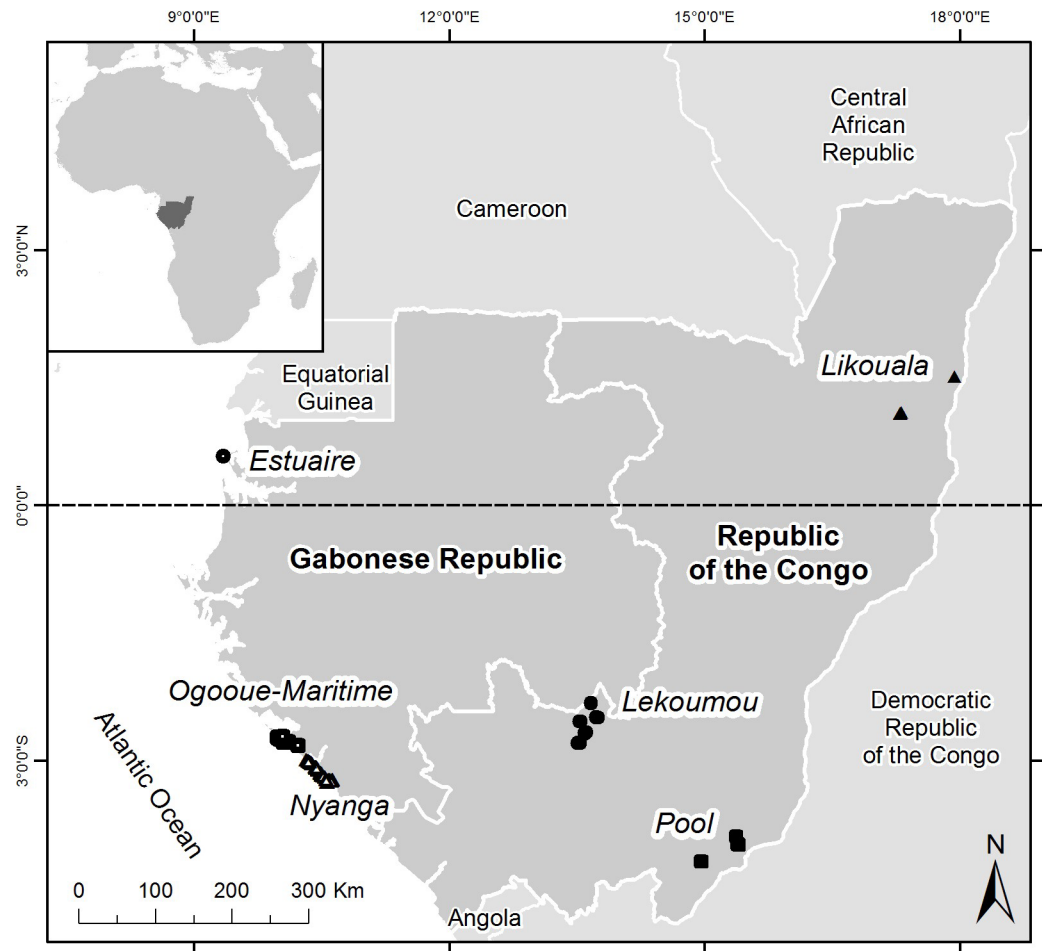 9°0'0"E
12°0'0"E
15°0'0"E
18°0'0"E
Central
African
Republic
Cameroon
3°0'0"N
Likouala
Equatorial
Guinea
Estuaire
0°0'0"
Republic
of the Congo
Gabonese Republic
Ogooue-Maritime
Lekoumou
Democratic
Republic
of the Congo
Atlantic Ocean
3°0'0"S
Nyanga
Pool
N
0
100
200
300 Km
Angola